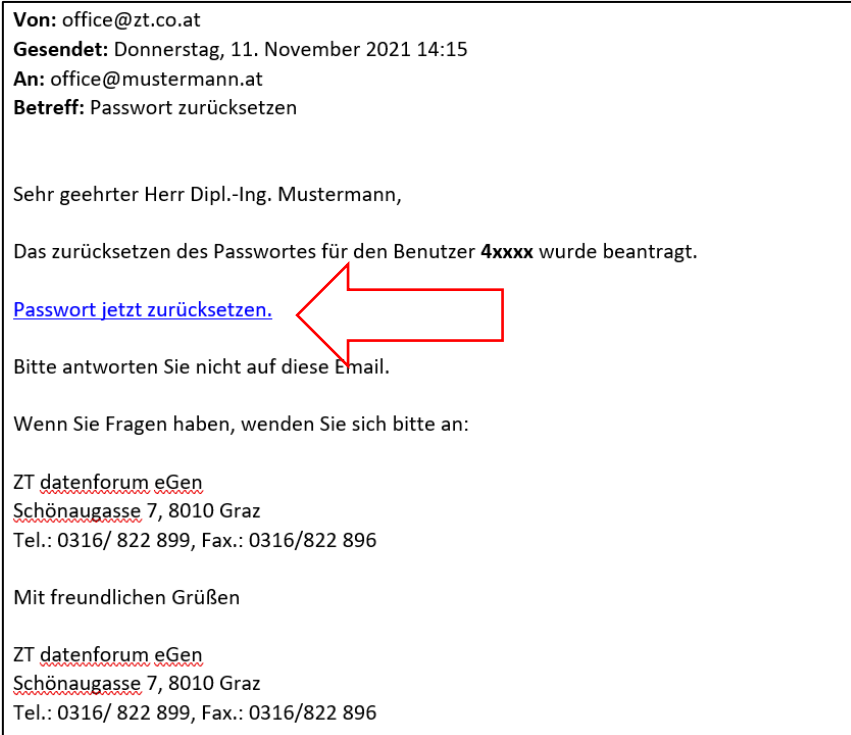 Von: office@zt.co.at
Gesendet: Donnerstag, 11. November 2021 14:15
An: office@mustermann.at
Betreff: Passwort zurücksetzen
Sehr geehrter Herr Dipl.-Ing. Mustermann,
Das zurücksetzen des Passwortes für den Benutzer 4xxxx wurde beantragt.
Passwort jetzt zurücksetzen.
Bitte antworten Sie nicht auf diese Email.
Wenn Sie Fragen haben, wenden Sie sich bitte an:
ZT datenforum eGen
Schönaugasse 7, 8010 Graz
Tel.: 0316/ 822 899, Fax.: 0316/822 896
Mit freundlichen Grüßen
ZT datenforum eGen
Schönaugasse 7, 8010 Graz
Tel.: 0316/ 822 899, Fax.: 0316/822 896